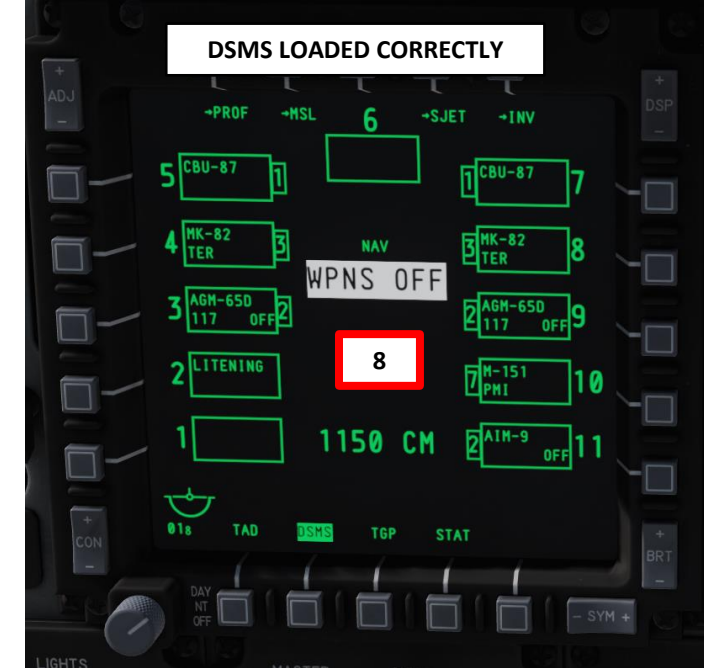 DSMS LOADED CORRECTLY
+
ADJ
-
+
DSP
-
→PROF →MSL 6 →SJET →INV
5 CBU-87 1
1 CBU-87 7
4 MK-82 3
TER
NAV
3 MK-82 8
TER
WPNS OFF
3 AGM-65D 2
117 OFF
2 AGM-65D 9
117 OFF
8
2 LITENING
7 M-151 10
PMI
1
1150 CM
2 AIM-9 11
OFF
018 TAD DSMS TGP STAT
+
CON
-
+
BRT
-
DAY
NT
OFF
- SYM +
LIGHTS